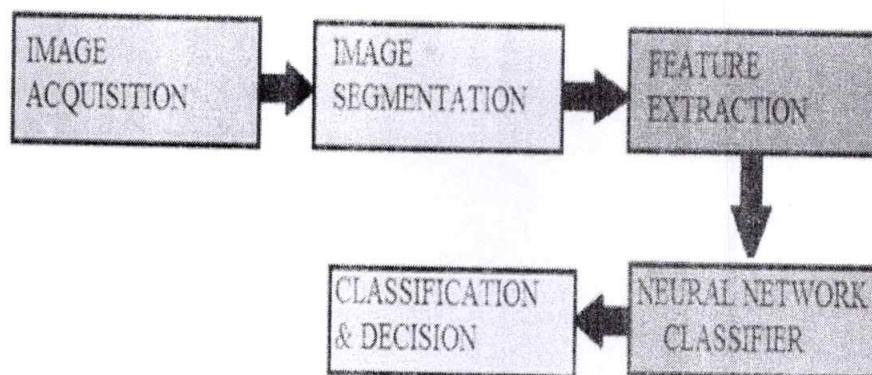 IMAGE
ACQUISITION
IMAGE
SEGMENTATION
FEATURE
EXTRACTION
NEURAL NETWORK
CLASSIFIER
CLASSIFICATION
& DECISION